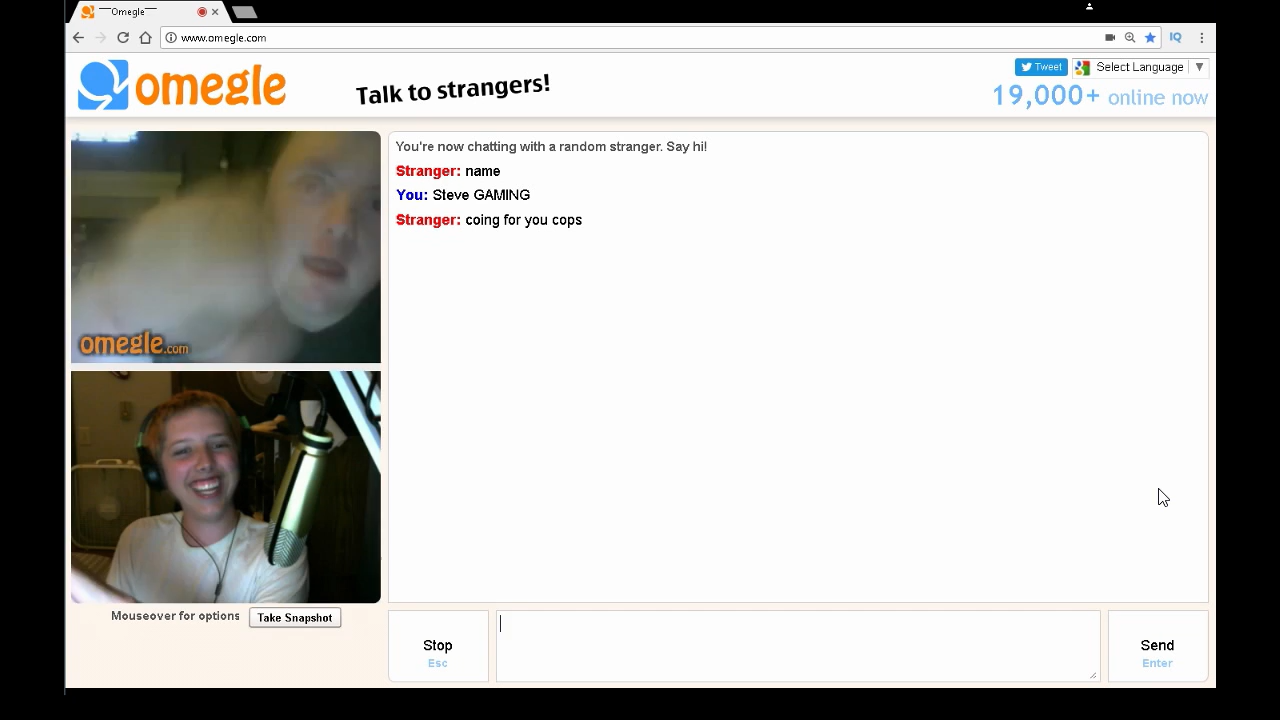 Omegle
www.omegle.com
IQ
omegle
Talk to strangers!
Tweet
Select Language ▼
19,000+ online now
You're now chatting with a random stranger. Say hi!
Stranger: name
You: Steve GAMING
Stranger: coing for you cops
omegle.com
Mouseover for options
Take Snapshot
Stop
Esc
Send
Enter